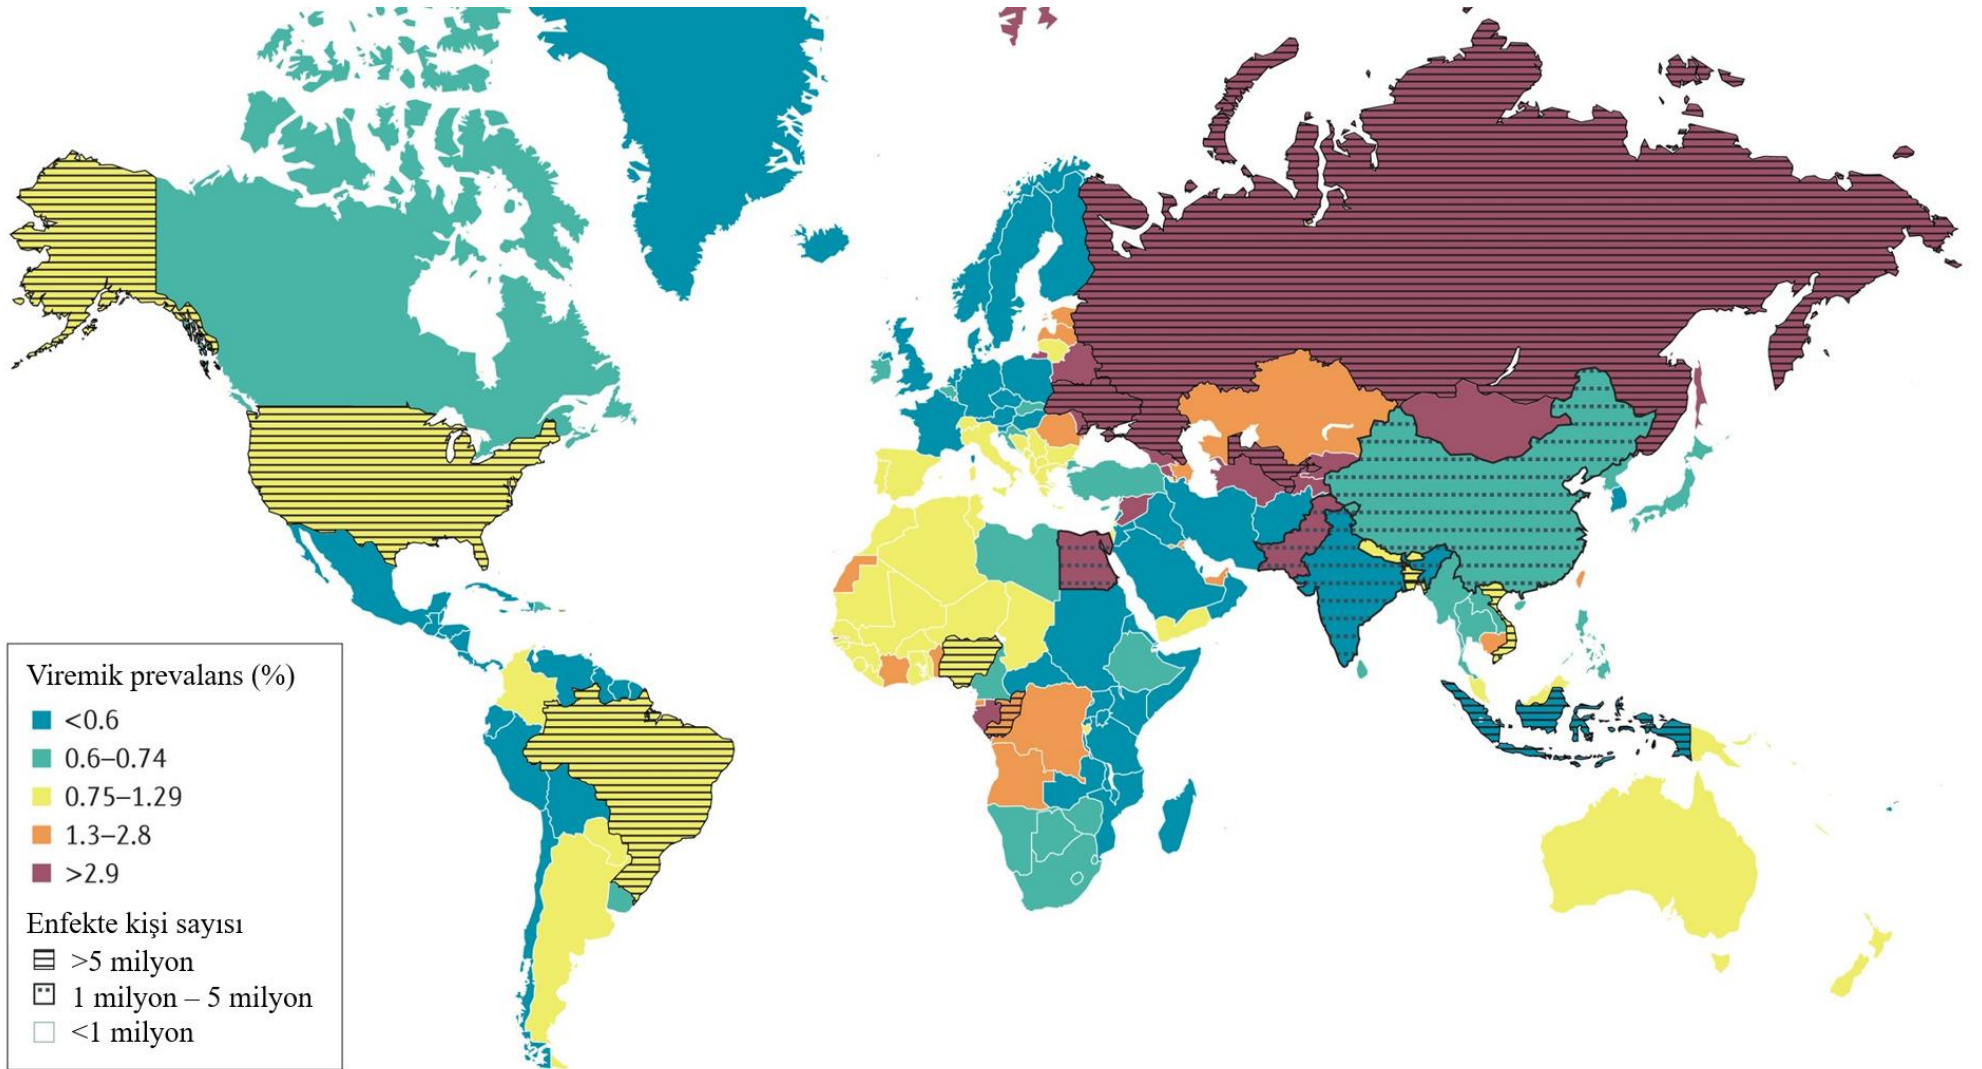 Viremik prevalans (%)
<0.6
0.6–0.74
0.75–1.29
1.3–2.8
>2.9
Enfekte kişi sayısı
>5 milyon
1 milyon – 5 milyon
<1 milyon